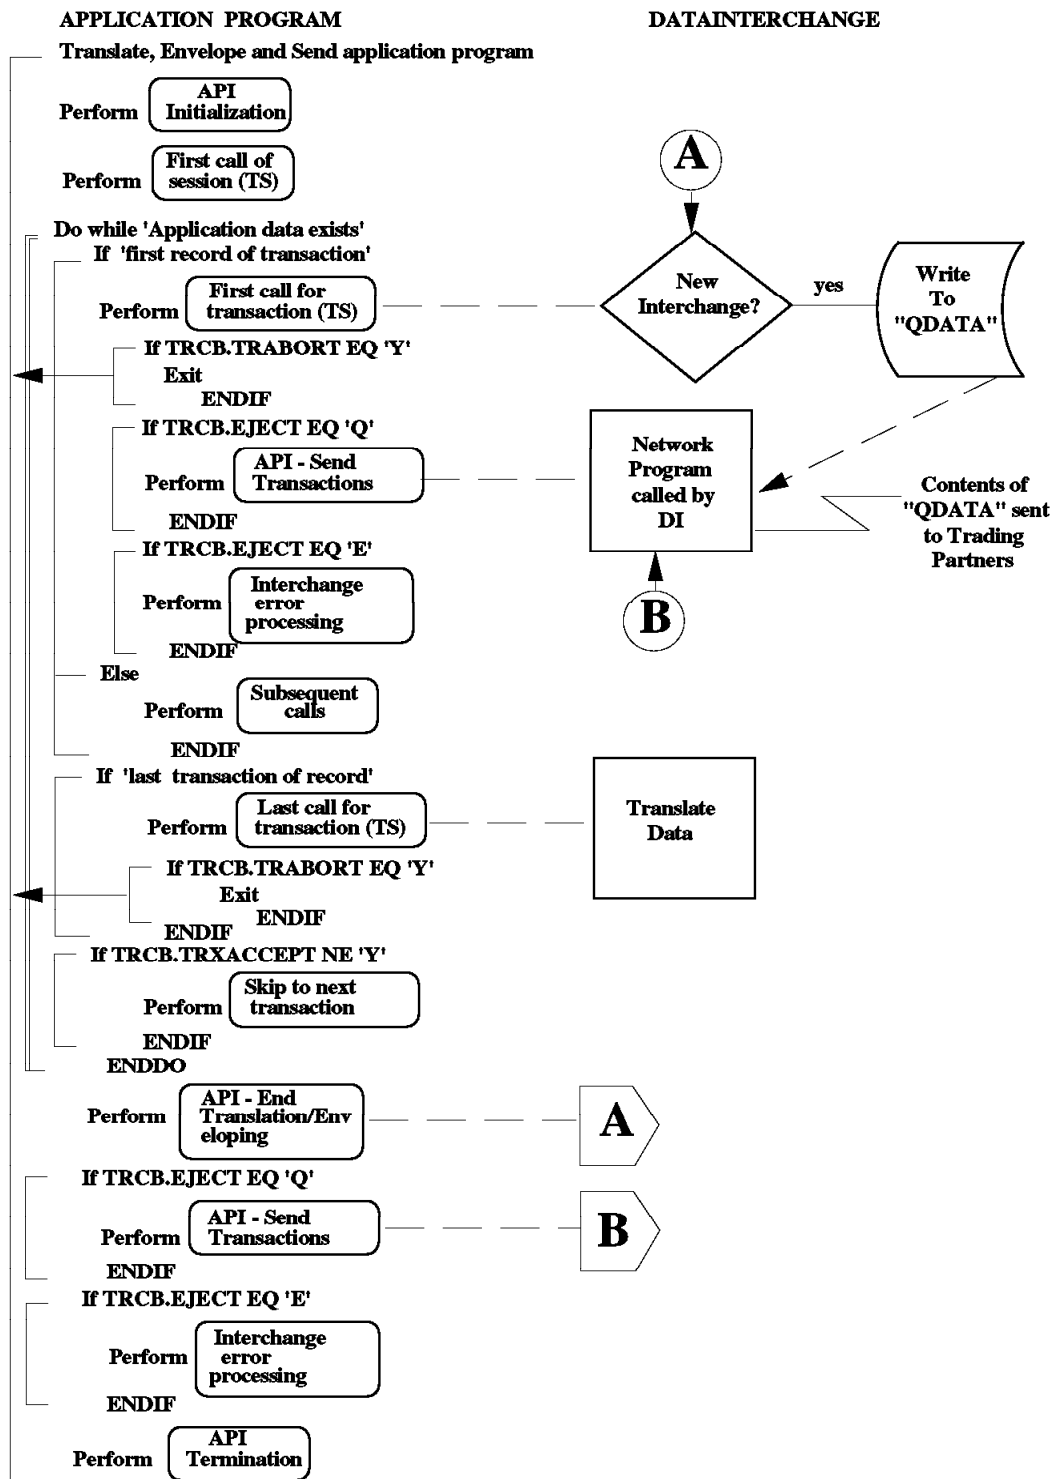 APPLICATION PROGRAM
DATAINTERCHANGE
Translate, Envelope and Send application program
API
Perform Initialization
First call of
Perform session (TS)
A
Do while 'Application data exists'
If 'first record of transaction'
First call for
Perform transaction (TS)
New
Interchange?
yes
Write
To
"QDATA"
If TRCB.TRABORT EQ 'Y'
Exit
ENDIF
If TRCB.EJECT EQ 'Q'
API - Send
Perform Transactions
ENDIF
Network
Program
called by
DI
Contents of
"QDATA" sent
to Trading
Partners
If TRCB.EJECT EQ 'E'
Interchange
Perform error
processing
ENDIF
B
Else
Subsequent
Perform calls
ENDIF
If 'last transaction of record'
Last call for
Perform transaction (TS)
Translate
Data
If TRCB.TRABORT EQ 'Y'
Exit
ENDIF
ENDIF
If TRCB.TRXACCEPT NE 'Y'
Skip to next
Perform transaction
ENDIF
ENDDO
API - End
Perform Translation/Env
eloping
A
If TRCB.EJECT EQ 'Q'
API - Send
Perform Transactions
B
ENDIF
If TRCB.EJECT EQ 'E'
Interchange
Perform error
processing
ENDIF
API
Perform Termination